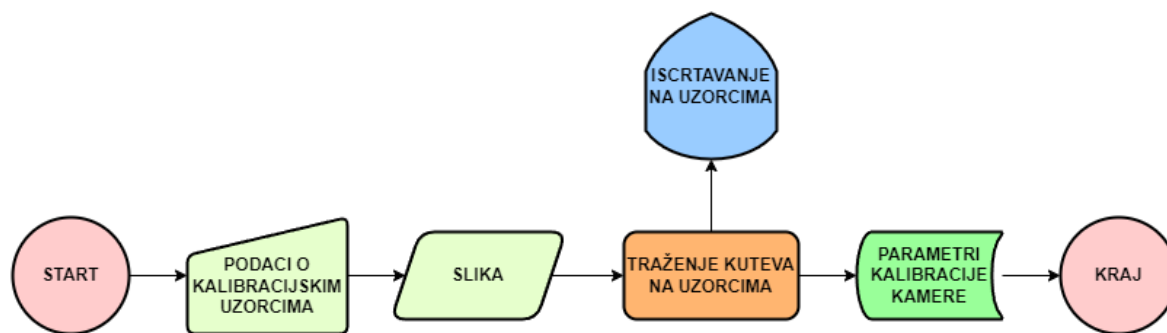 ISCRTAVANJE
NA UZORCIMA
START
PODACI O
KALIBRACIJSKIM
UZORCIMA
SLIKA
TRAŽENJE KUTEVA
NA UZORCIMA
PARAMETRI
KALIBRACIJE
KAMERE
KRAJ